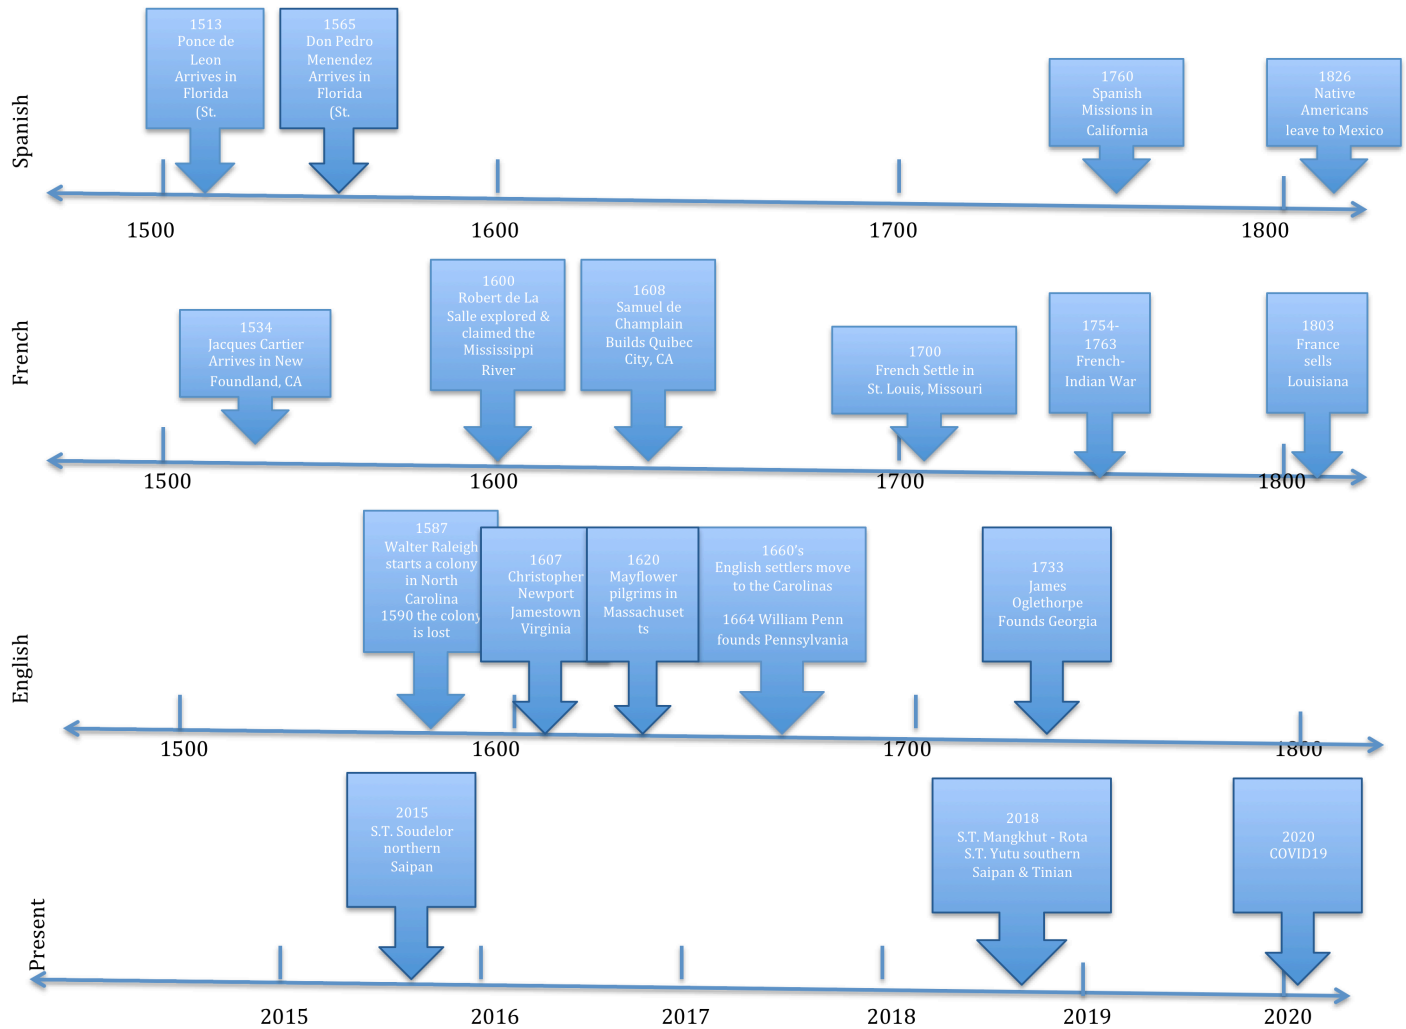 Spanish
1513
Ponce de
Leon
Arrives in
Florida
(St.
1565
Don Pedro
Menendez
Arrives in
Florida
(St.
1760
Spanish
Missions in
California
1826
Native
Americans
leave to Mexico
1500
1600
1700
1800
French
1534
Jacques Cartier
Arrives in New
Foundland, CA
1600
Robert de La
Salle explored &
claimed the
Mississippi
River
1608
Samuel de
Champlain
Builds Quibec
City, CA
1700
French Settle in
St. Louis, Missouri
1754-
1763
French-
Indian War
1803
France
sells
Louisiana
1500
1600
1700
1800
English
1587
Walter Raleigh
starts a colony
in North
Carolina
1590 the colony
is lost
1607
Christopher
Newport
Jamestown
Virginia
1620
Mayflower
pilgrims in
Massachuset
ts
1660's
English settlers move
to the Carolinas
1664 William Penn
founds Pennsylvania
1733
James
Oglethorpe
Founds Georgia
1500
1600
1700
1800
Present
2015
S.T. Soudelor
northern
Saipan
2018
S.T. Mangkhut - Rota
S.T. Yutu southern
Saipan & Tinian
2020
COVID19
2015
2016
2017
2018
2019
2020